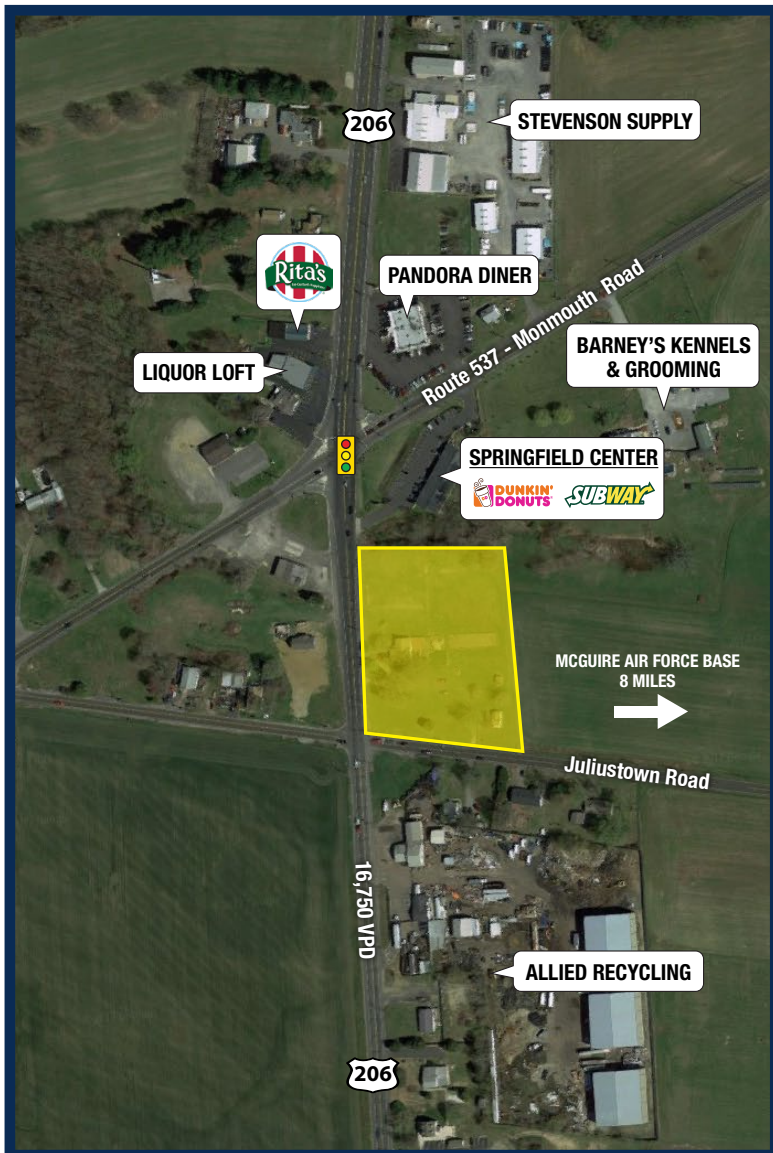 206
STEVENSON SUPPLY
Rita's
PANDORA DINER
Route 537 - Monmouth Road
BARNEY'S KENNELS
& GROOMING
LIQUOR LOFT
SPRINGFIELD CENTER
DUNKIN'
DONUTS
SUBWAY
MCGUIRE AIR FORCE BASE
8 MILES
Juliustown Road
16,750 VPD
ALLIED RECYCLING
206